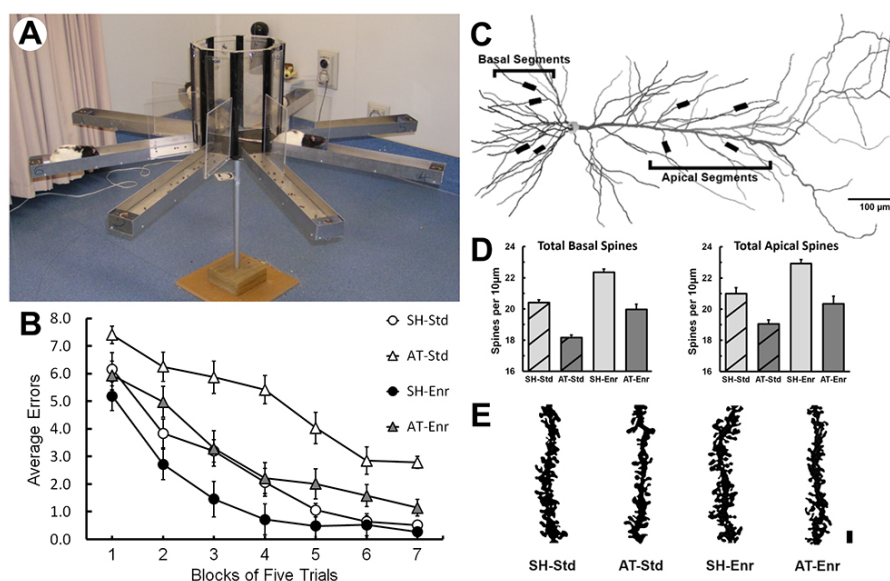 A
B
8.0
7.0
6.0
5.0
4.0
3.0
2.0
1.0
0.0
Average Errors
1 2 3 4 5 6 7
Blocks of Five Trials
SH-Std
AT-Std
SH-Enr
AT-Enr
C
Basal Segments
Apical Segments
100 µm
D
Total Basal Spines
Spines per 10µm
24
22
20
18
16
SH-Std AT-Std SH-Enr AT-Enr
Total Apical Spines
Spines per 10µm
24
22
20
18
16
SH-Std AT-Std SH-Enr AT-Enr
E
SH-Std AT-Std SH-Enr AT-Enr